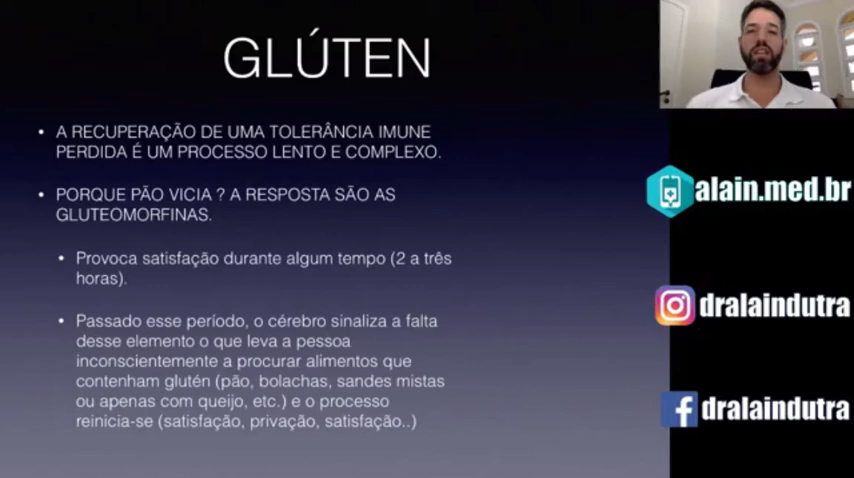 GLÚTEN
• A RECUPERAÇÃO DE UMA TOLERÂNCIA IMUNE
PERDIDA É UM PROCESSO LENTO E COMPLEXO.
• PORQUE PÃO VICIA ? A RESPOSTA SÃO AS
GLUTEOMORFINAS.
• Provoca satisfação durante algum tempo (2 a três
horas).
• Passado esse período, o cérebro sinaliza a falta
desse elemento o que leva a pessoa
inconscientemente a procurar alimentos que
contenham glutén (pão, bolachas, sandes mistas
ou apenas com queijo, etc.) e o processo
reinicia-se (satisfação, privação, satisfação..)
alain.med.br
dralaindutra
dralaindutra